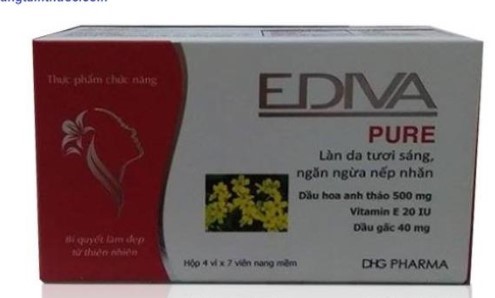 Thực phẩm chức năng
EDIVA
PURE
Làn da tươi sáng,
ngăn ngừa nếp nhăn
Dầu hoa anh thảo 500 mg
Vitamin E 20 IU
Dầu gấc 40 mg
Bí quyết làm đẹp
từ thiên nhiên
Hộp 4 vỉ x 7 viên nang mềm
DHG PHARMA